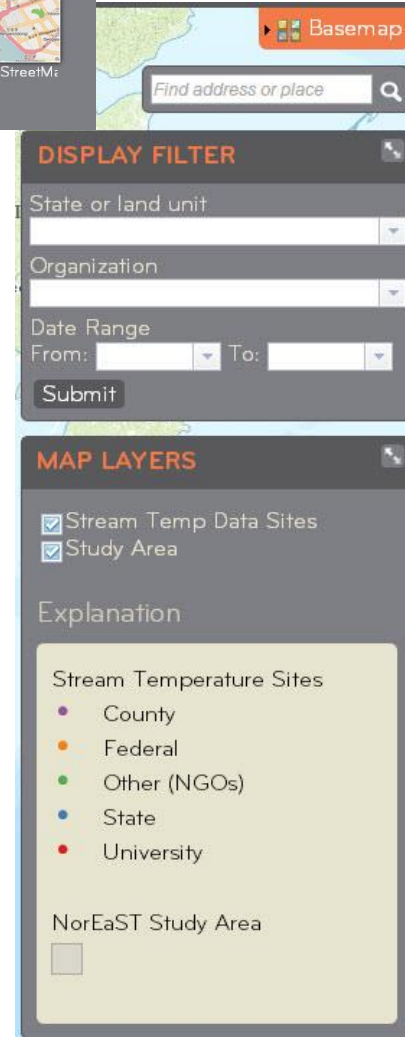 Basemap
StreetMa
Find address or place
DISPLAY FILTER
State or land unit
Organization
Date Range
From: To:
Submit
MAP LAYERS
Stream Temp Data Sites
Study Area
Explanation
Stream Temperature Sites
County
Federal
Other (NGOs)
State
University
NorEaST Study Area